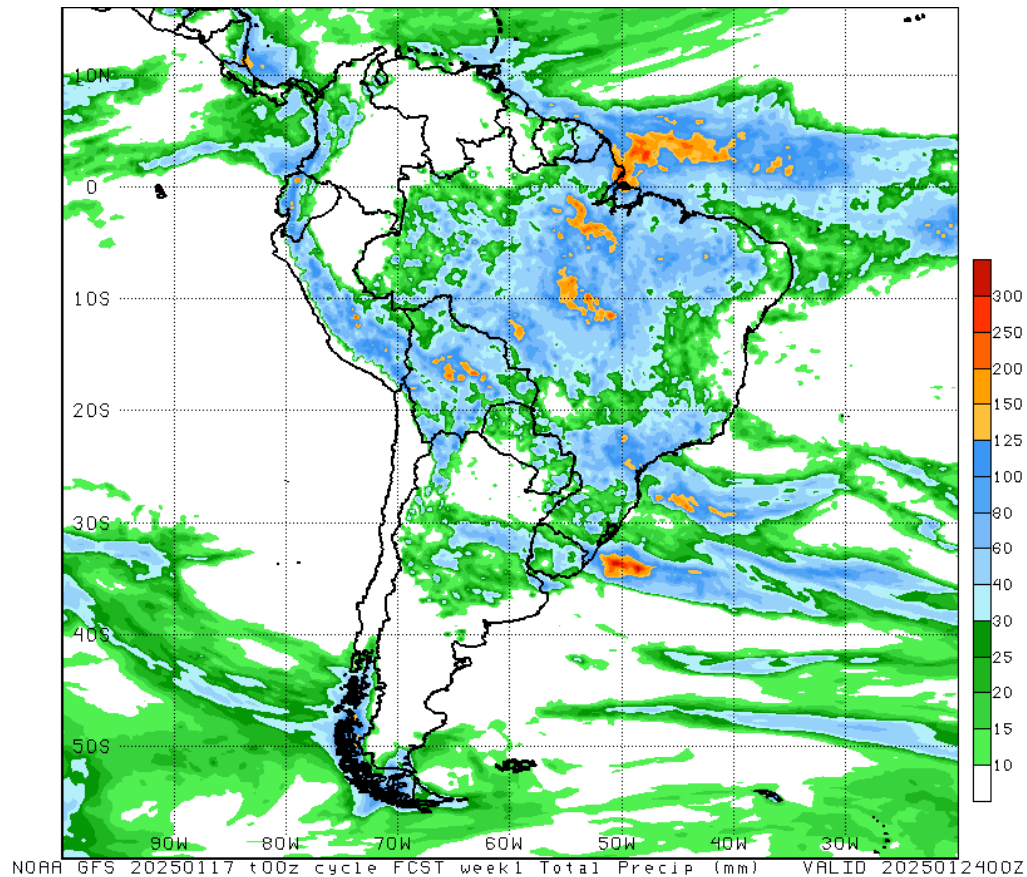 10N
0
10S
20S
30S
40S
50S
90W 80W 70W 60W 50W 40W 30W
300
250
200
150
125
100
80
60
40
30
25
20
15
10
NOAA GFS 20250117 t00z cycle FCST week1 Total Precip (mm) VALID 2025012400Z